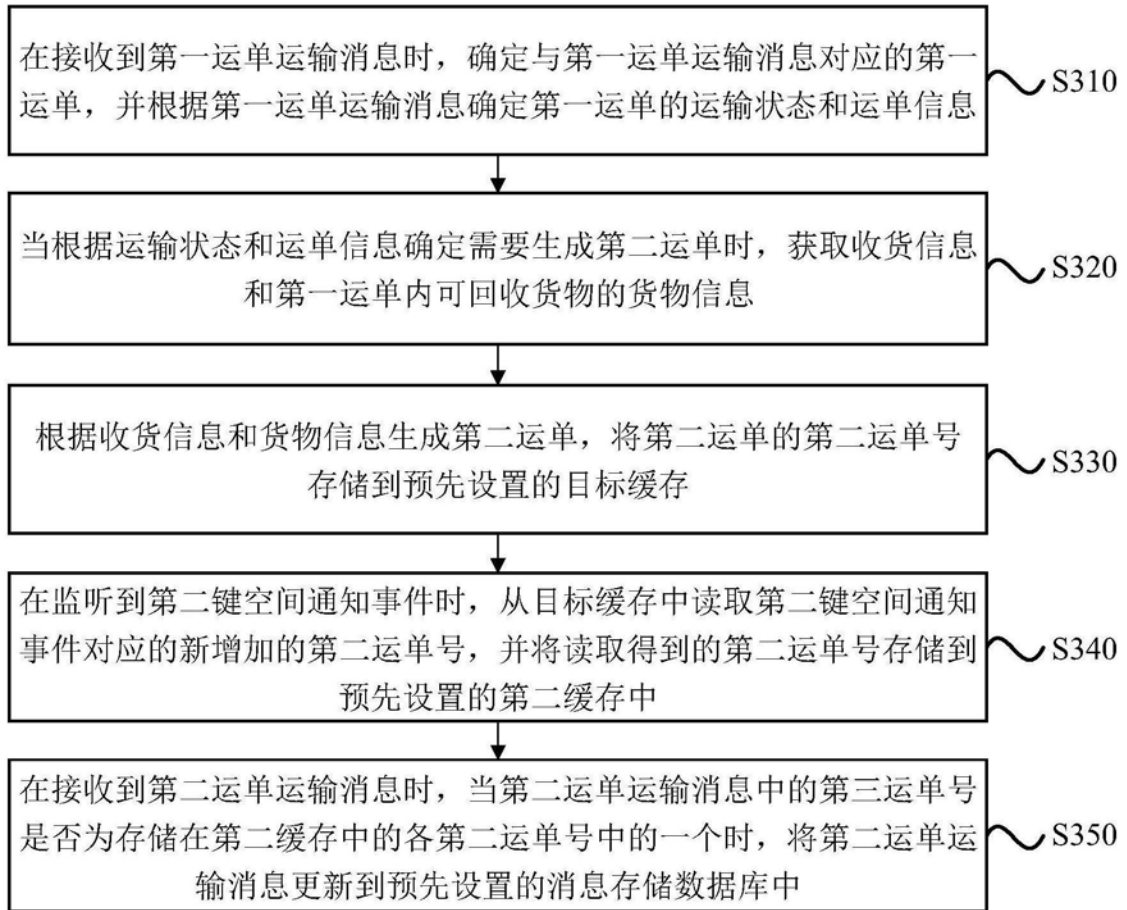 在接收到第一运单运输消息时，确定与第一运单运输消息对应的第一
运单，并根据第一运单运输消息确定第一运单的运输状态和运单信息
S310
当根据运输状态和运单信息确定需要生成第二运单时，获取收货信息
和第一运单内可回收货物的货物信息
S320
根据收货信息和货物信息生成第二运单，将第二运单的第二运单号
存储到预先设置的目标缓存
S330
在监听到第二键空间通知事件时，从目标缓存中读取第二键空间通知
事件对应的新增加的第二运单号，并将读取得到的第二运单号存储到
预先设置的第二缓存中
S340
在接收到第二运单运输消息时，当第二运单运输消息中的第三运单号
是否为存储在第二缓存中的各第二运单号中的一个时，将第二运单运
输消息更新到预先设置的消息存储数据库中
S350